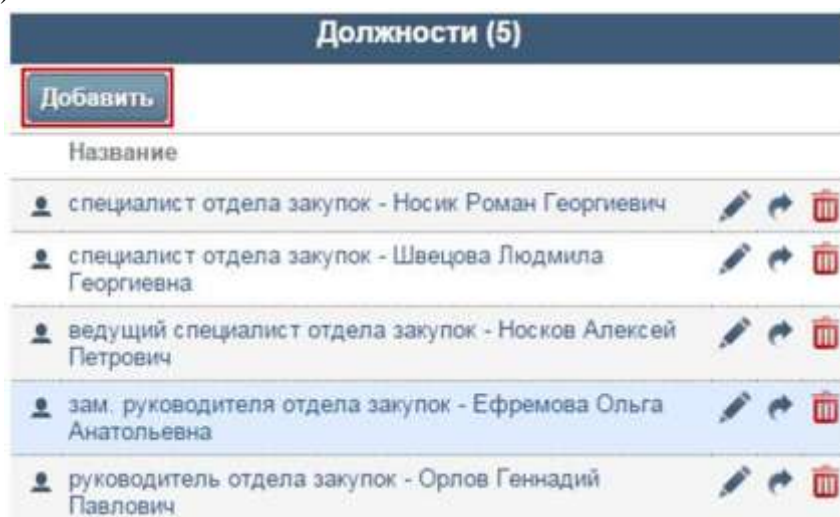 )
Должности (5)
Добавить
Название
специалист отдела закупок - Носик Роман Георгиевич
специалист отдела закупок - Швецова Людмила
Георгиевна
ведущий специалист отдела закупок - Носков Алексей
Петрович
зам. руководителя отдела закупок - Ефремова Ольга
Анатольевна
руководитель отдела закупок - Орлов Геннадий
Павлович